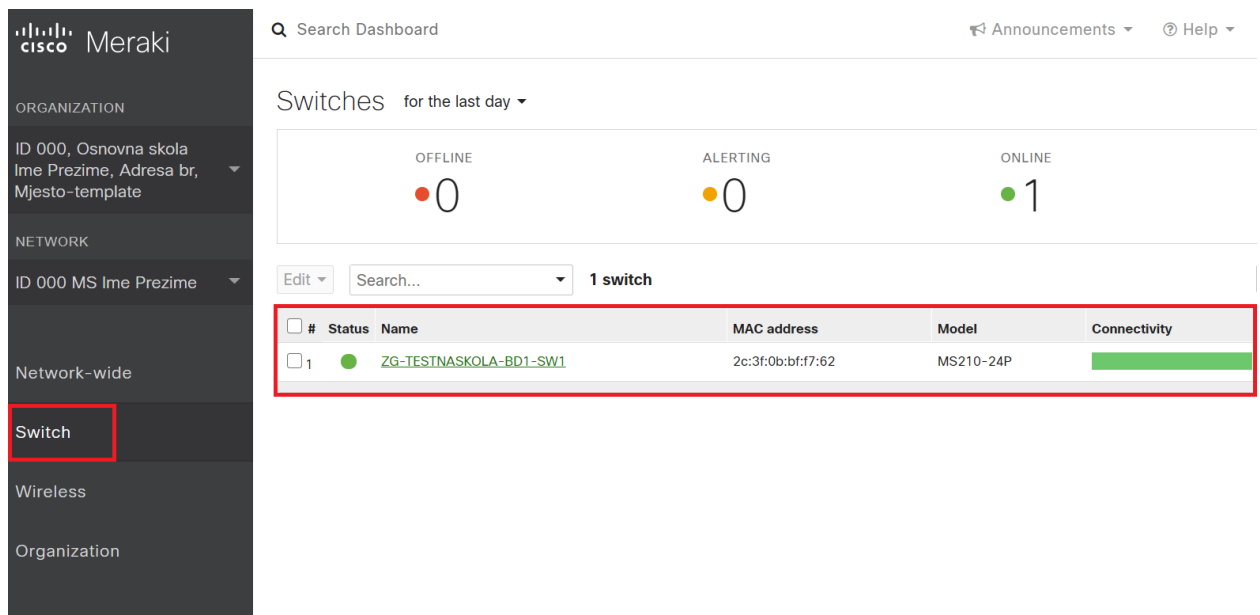 cisco Meraki
Search Dashboard
Announcements
Help
ORGANIZATION
ID 000, Osnovna skola
Ime Prezime, Adresa br,
Mjesto-template
NETWORK
ID 000 MS Ime Prezime
Network-wide
Switch
Wireless
Organization
Switches for the last day
OFFLINE
0
ALERTING
0
ONLINE
1
Edit
Search...
1 switch
# Status Name MAC address Model Connectivity
1 ZG-TESTNASKOLA-BD1-SW1 2c:3f:0b:bf:f7:62 MS210-24P